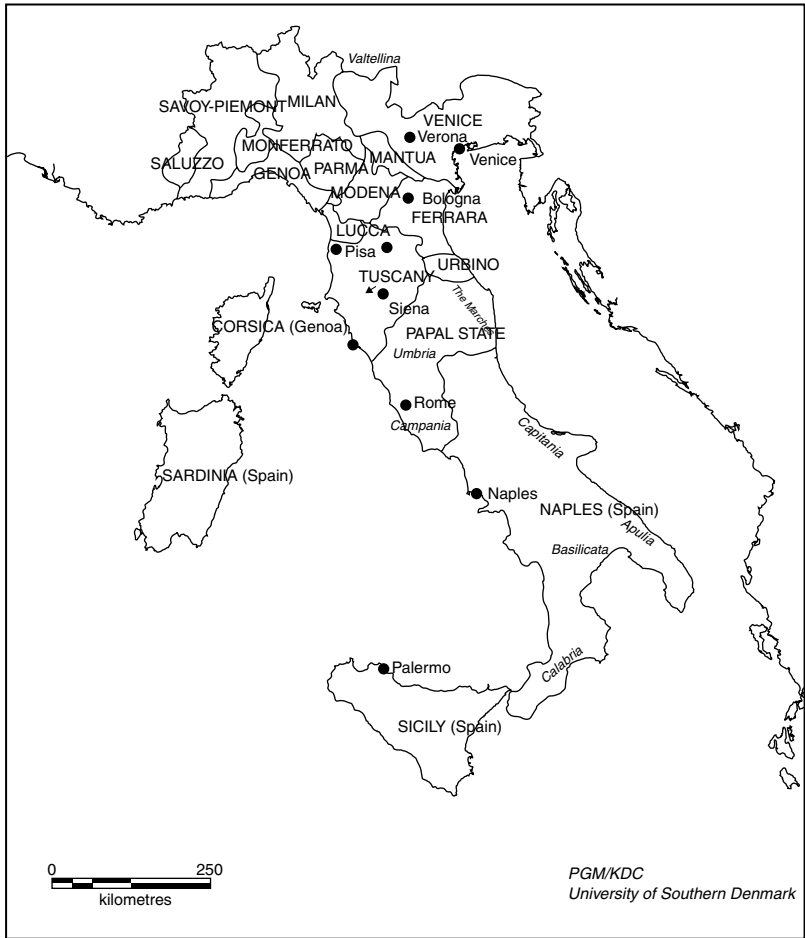 Valtellina
SAVOY-PIEMONT
MILAN
VENICE
Verona
Venice
MONFERRATO
MANTUA
SALUZZO
GENOA
PARMA
MODENA
Bologna
FERRARA
LUCCA
Pisa
URBINO
TUSCANY
Siena
The Marches
CORSICA (Genoa)
PAPAL STATE
Umbria
Rome
Campania
Capitania
SARDINIA (Spain)
Naples
NAPLES (Spain)
Apulia
Basilicata
Calabria
Palermo
SICILY (Spain)
0
250
kilometres
PGM/KDC
University of Southern Denmark